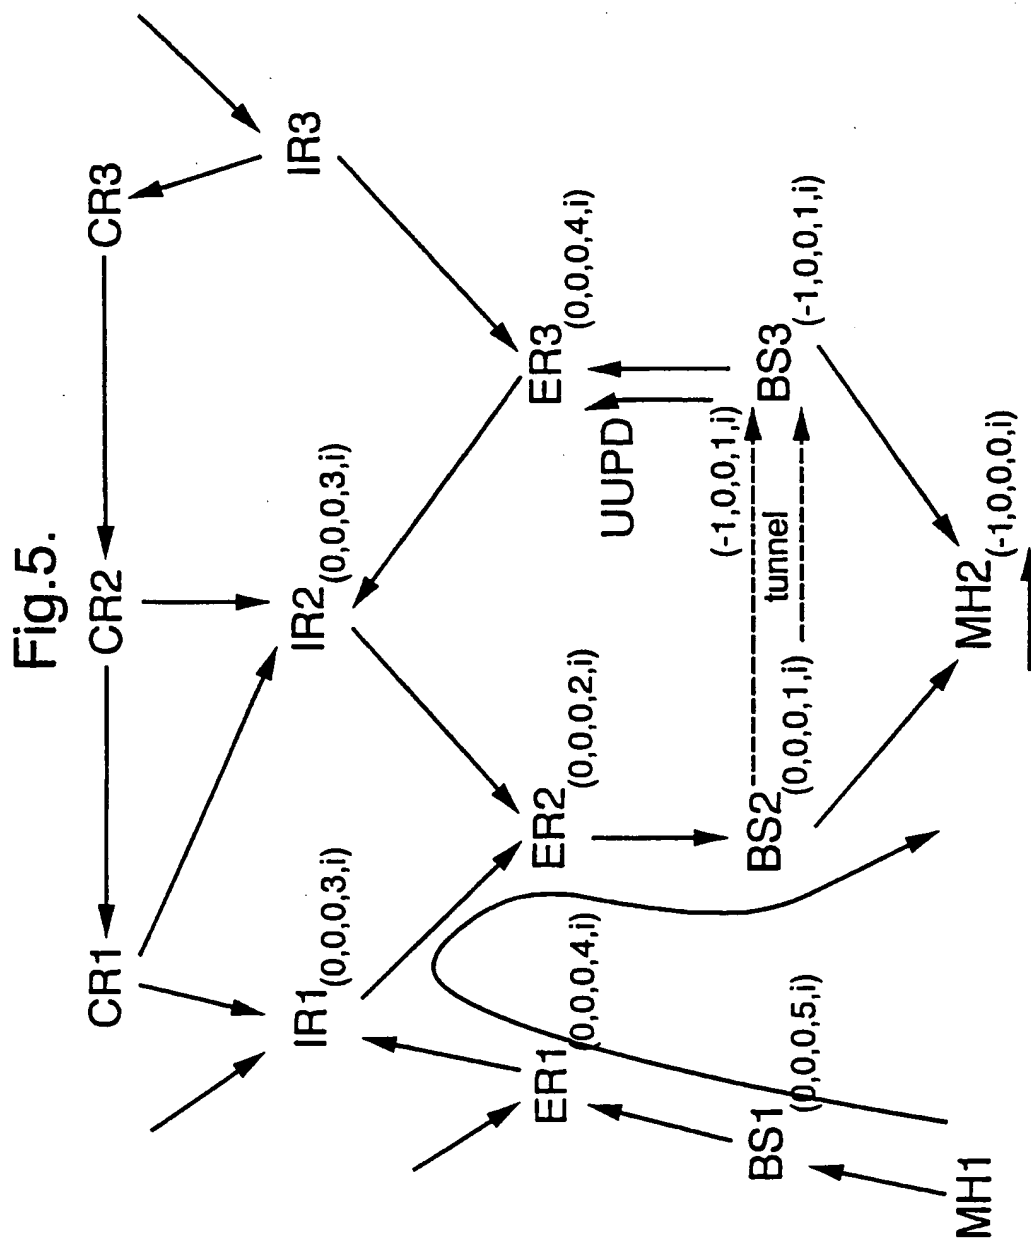 Fig.5.
CR1
CR2
CR3
IR1(0,0,0,3,i)
IR2(0,0,0,3,i)
IR3
ER1(0,0,0,4,i)
ER2(0,0,0,2,i)
ER3(0,0,0,4,i)
UUPD
BS1(0,0,0,5,i)
BS2(0,0,0,1,i)
(-1,0,0,1,i)
tunnel
BS3(-1,0,0,1,i)
MH1
MH2(-1,0,0,0,i)